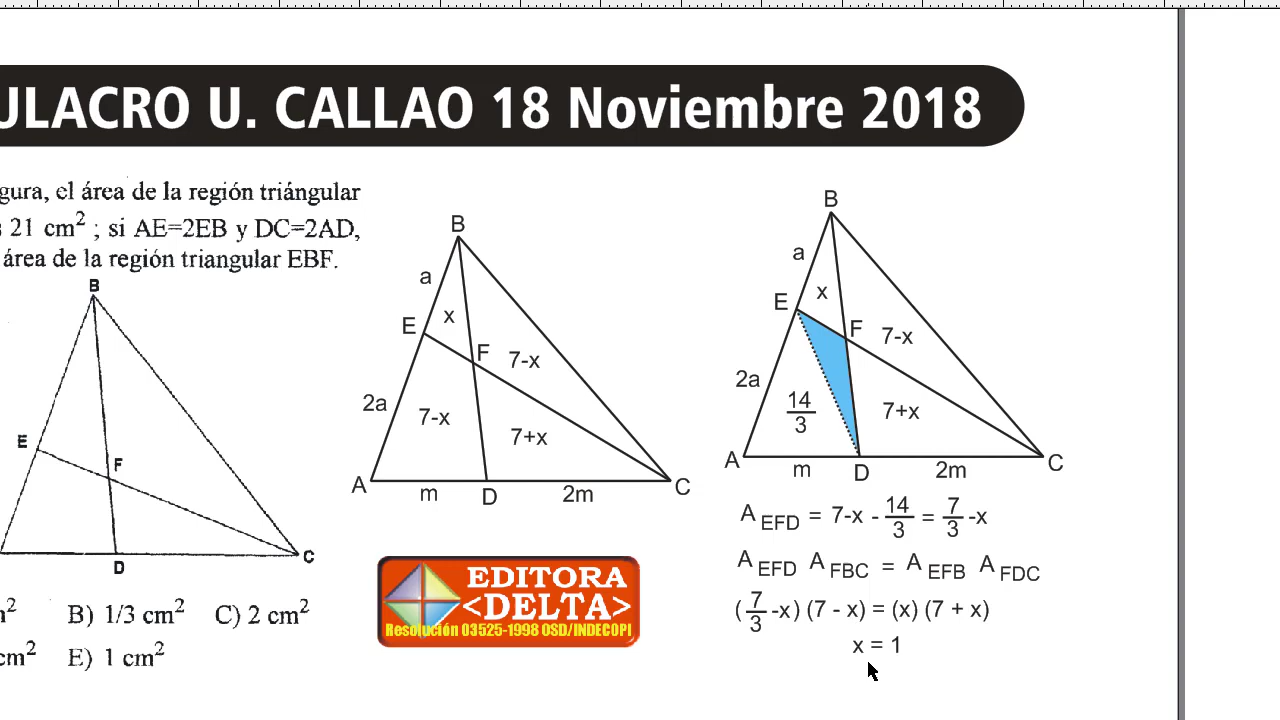 ULACRO U. CALLAO 18 Noviembre 2018
gura, el área de la región triángular
21 cm² ; si AE=2EB y DC=2AD,
área de la región triangular EBF.
B
E
F
D
C
m²
B) 1/3 cm²
C) 2 cm²
cm²
E) 1 cm²
B
a
E
x
F
7-x
2a
7-x
7+x
A
m
D
2m
C
EDITORA
<DELTA>
Resolución 03525-1998 OSD/INDECOPI
B
a
E
x
F
7-x
2a
14/3
7+x
A
m
D
2m
C
A EFD = 7-x - 14/3 = 7/3 -x
A EFD A FBC = A EFB A FDC
(7/3 -x) (7 - x) = (x) (7 + x)
x = 1